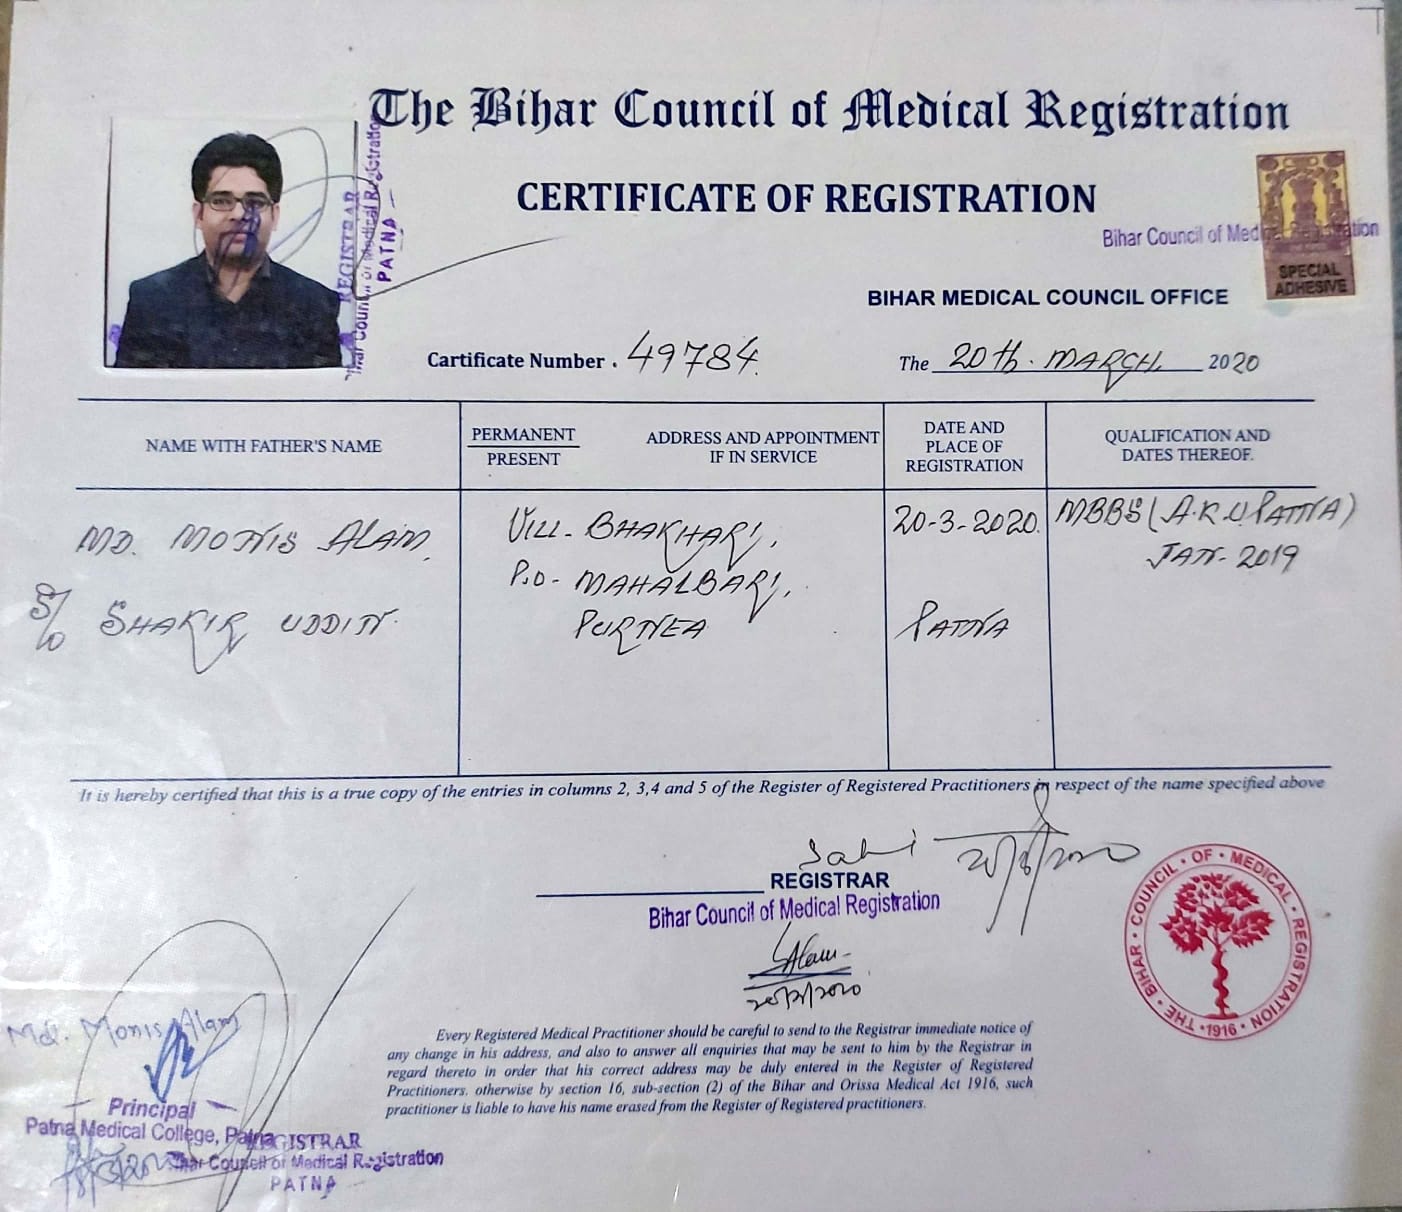 The Bihar Council of Medical Registration
CERTIFICATE OF REGISTRATION
Bihar Council of Medical Registration
SPECIAL
ADHESIVE
REGISTRAR
Bihar Council of Medical Registration
PATNA
BIHAR MEDICAL COUNCIL OFFICE
Cartificate Number . 49784.
The 20th. MARCH. 2020
NAME WITH FATHER'S NAME
PERMANENT
PRESENT
ADDRESS AND APPOINTMENT
IF IN SERVICE
DATE AND
PLACE OF
REGISTRATION
QUALIFICATION AND
DATES THEREOF.
MD. MONIS ALAM.
S/o SHAKIR UDDIN.
VILL- BHAKHARI,
P.O- MAHALBARI,
PURNEA
20-3-2020.
PATNA
MBBS (A.K.U PATNA)
JAN- 2019
It is hereby certified that this is a true copy of the entries in columns 2, 3,4 and 5 of the Register of Registered Practitioners in respect of the name specified above
REGISTRAR
Bihar Council of Medical Registration
SAlam
20/3/2020
THE • BIHAR • COUNCIL • OF • MEDICAL • REGISTRATION
1916
Every Registered Medical Practitioner should be careful to send to the Registrar immediate notice of
any change in his address, and also to answer all enquiries that may be sent to him by the Registrar in
regard thereto in order that his correct address may be duly entered in the Register of Registered
Practitioners, otherwise by section 16, sub-section (2) of the Bihar and Orissa Medical Act 1916, such
practitioner is liable to have his name erased from the Register of Registered practitioners.
Md. Monis Alam
Principal
Patna Medical College, Patna
REGISTRAR
Bihar Council of Medical Registration
PATNA